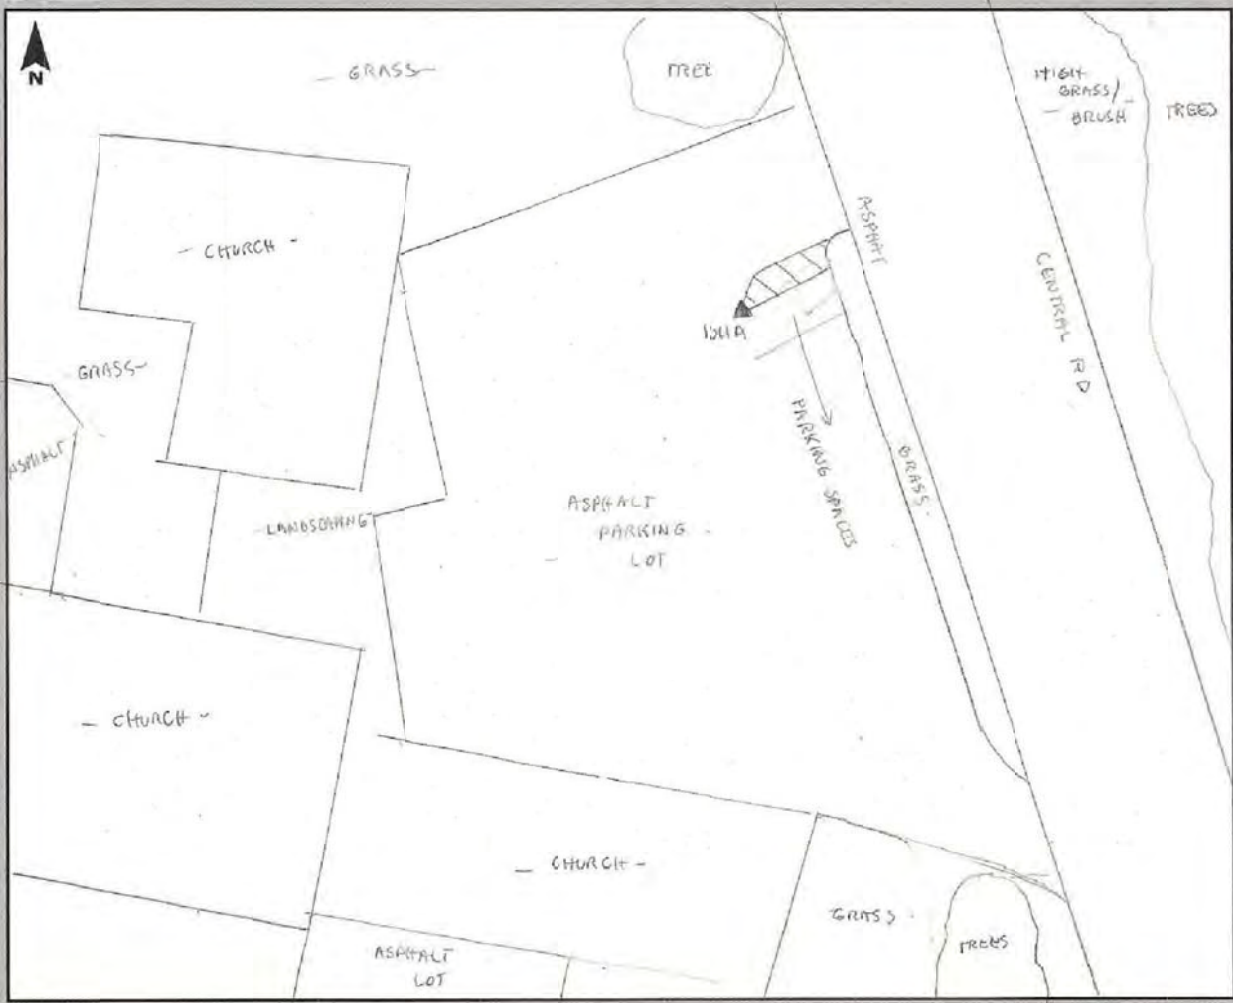 N
- GRASS -
TREE
HIGH
GRASS/
- BRUSH -
TREES
- CHURCH -
ASPHALT
CENTRAL RD
GRASS -
PARKING SPACES
ASPHALT
GRASS -
ASPHALT
PARKING -
- LOT
- CHURCH -
- CHURCH -
GRASS -
TREES
ASPHALT
LOT